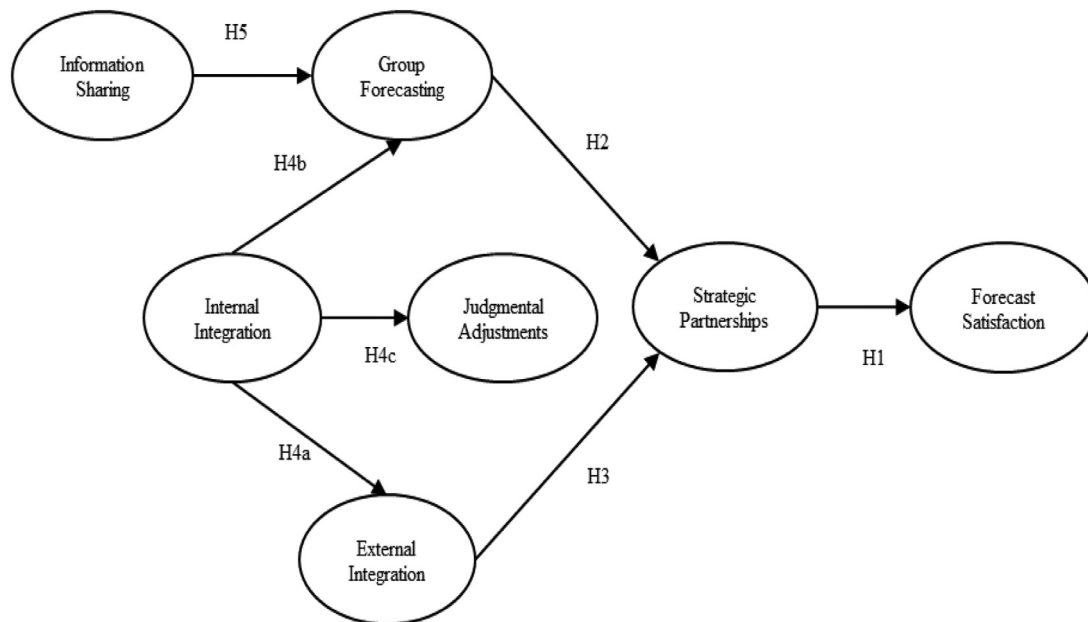 H5
Information
Sharing
Group
Forecasting
H2
H4b
Internal
Integration
Judgmental
Adjustments
H4c
Strategic
Partnerships
Forecast
Satisfaction
H1
H4a
H3
External
Integration